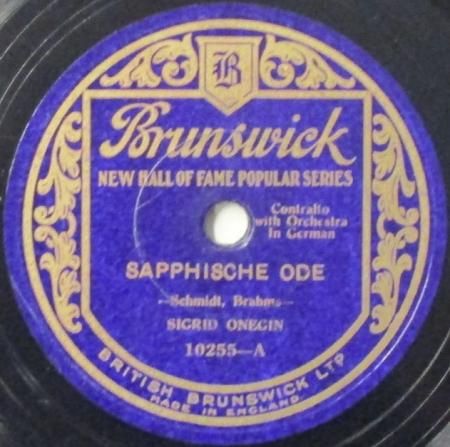 B
Brunswick
NEW HALL OF FAME POPULAR SERIES
Contralto
with Orchestra
In German
SAPPHISCHE ODE
—Schmidt, Brahms—
SIGRID ONEGIN
10255—A
BRITISH BRUNSWICK LTD
MADE IN ENGLAND